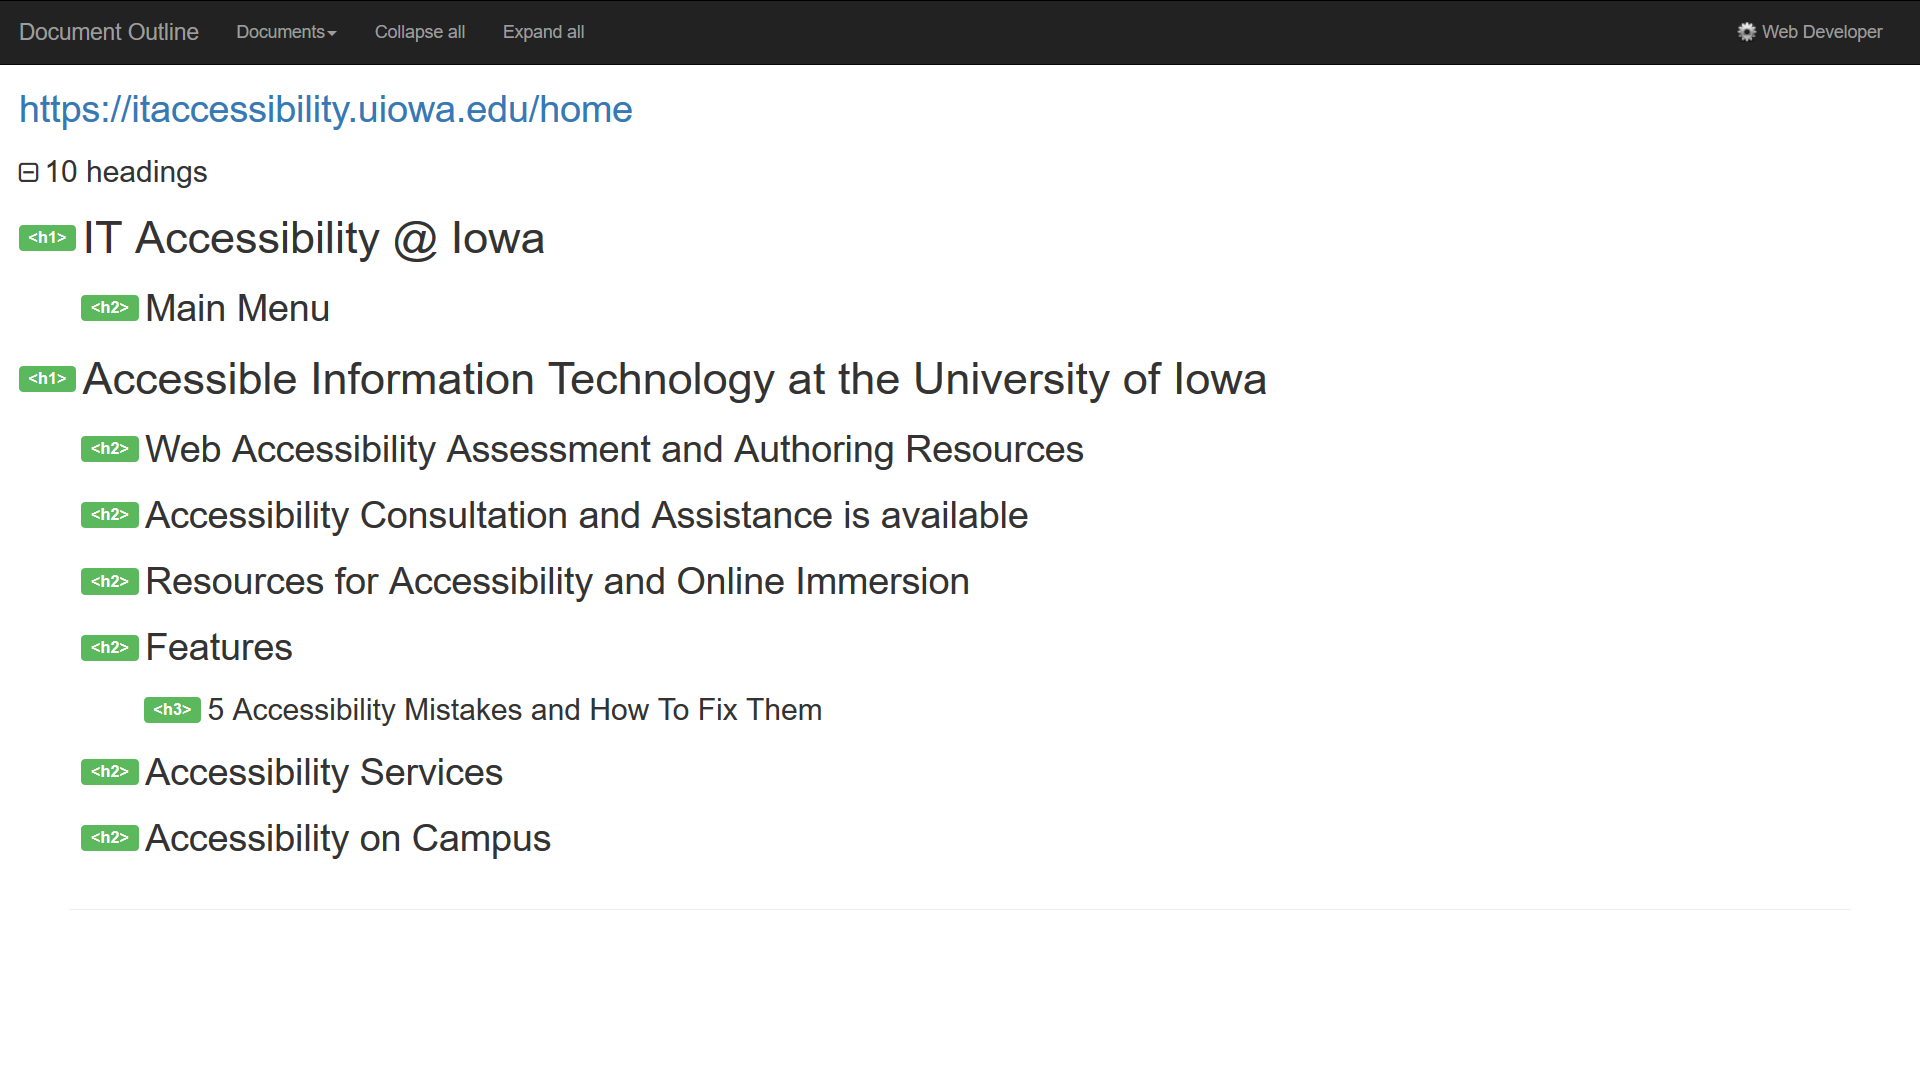 Document Outline Documents Collapse all Expand all Web Developer
https://itaccessibility.uiowa.edu/home
10 headings
<h1> IT Accessibility @ Iowa
<h2> Main Menu
<h1> Accessible Information Technology at the University of Iowa
<h2> Web Accessibility Assessment and Authoring Resources
<h2> Accessibility Consultation and Assistance is available
<h2> Resources for Accessibility and Online Immersion
<h2> Features
<h3> 5 Accessibility Mistakes and How To Fix Them
<h2> Accessibility Services
<h2> Accessibility on Campus